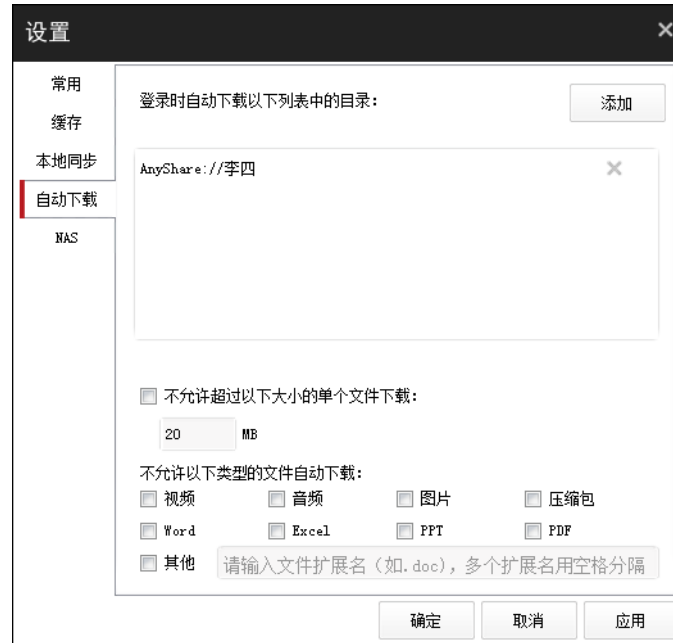 设置
常用
缓存
本地同步
自动下载
NAS
登录时自动下载以下列表中的目录:
添加
AnyShare://李四
不允许超过以下大小的单个文件下载:
20 MB
不允许以下类型的文件自动下载:
视频 音频 图片 压缩包
Word Excel PPT PDF
其他 请输入文件扩展名(如.doc),多个扩展名用空格分隔
确定 取消 应用